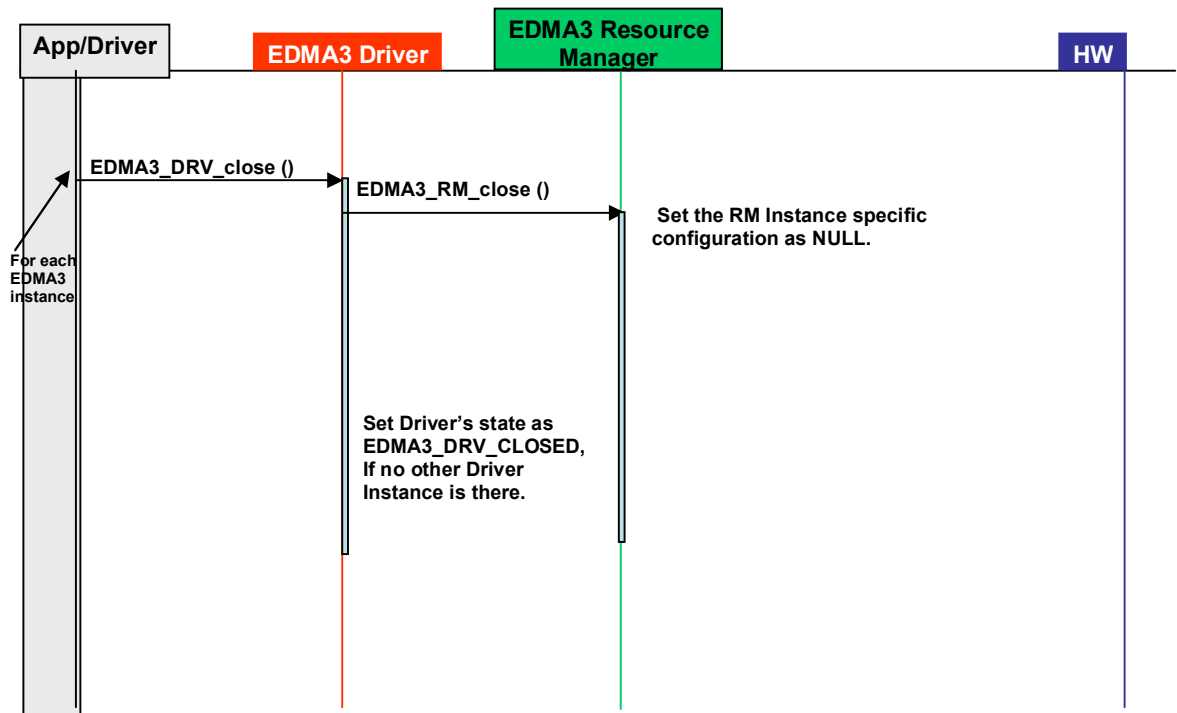 App/Driver
EDMA3 Driver
EDMA3 Resource
Manager
HW
EDMA3_DRV_close ()
EDMA3_RM_close ()
Set the RM Instance specific
configuration as NULL.
For each
EDMA3
instance
Set Driver’s state as
EDMA3_DRV_CLOSED,
If no other Driver
Instance is there.